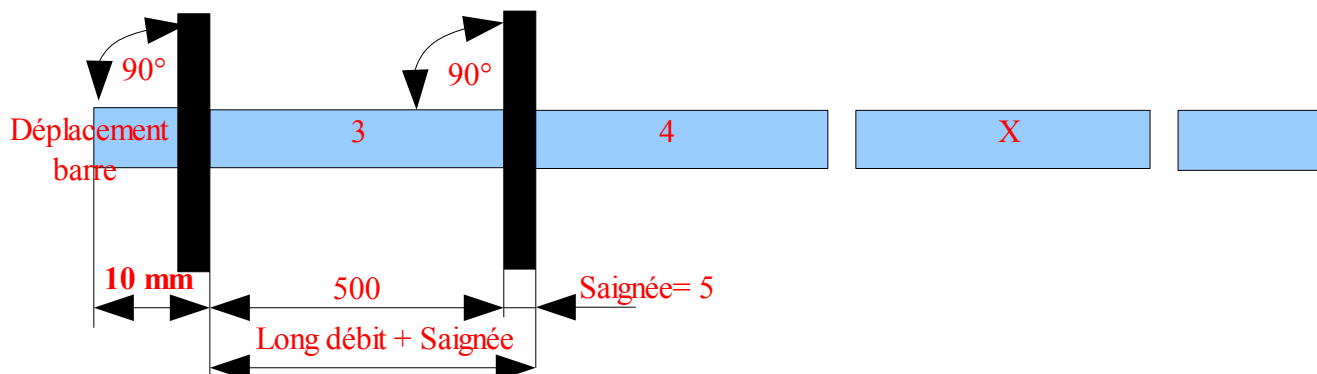 90°
90°
Déplacement
barre
3
4
X
10 mm
500
Saignée= 5
Long débit + Saignée